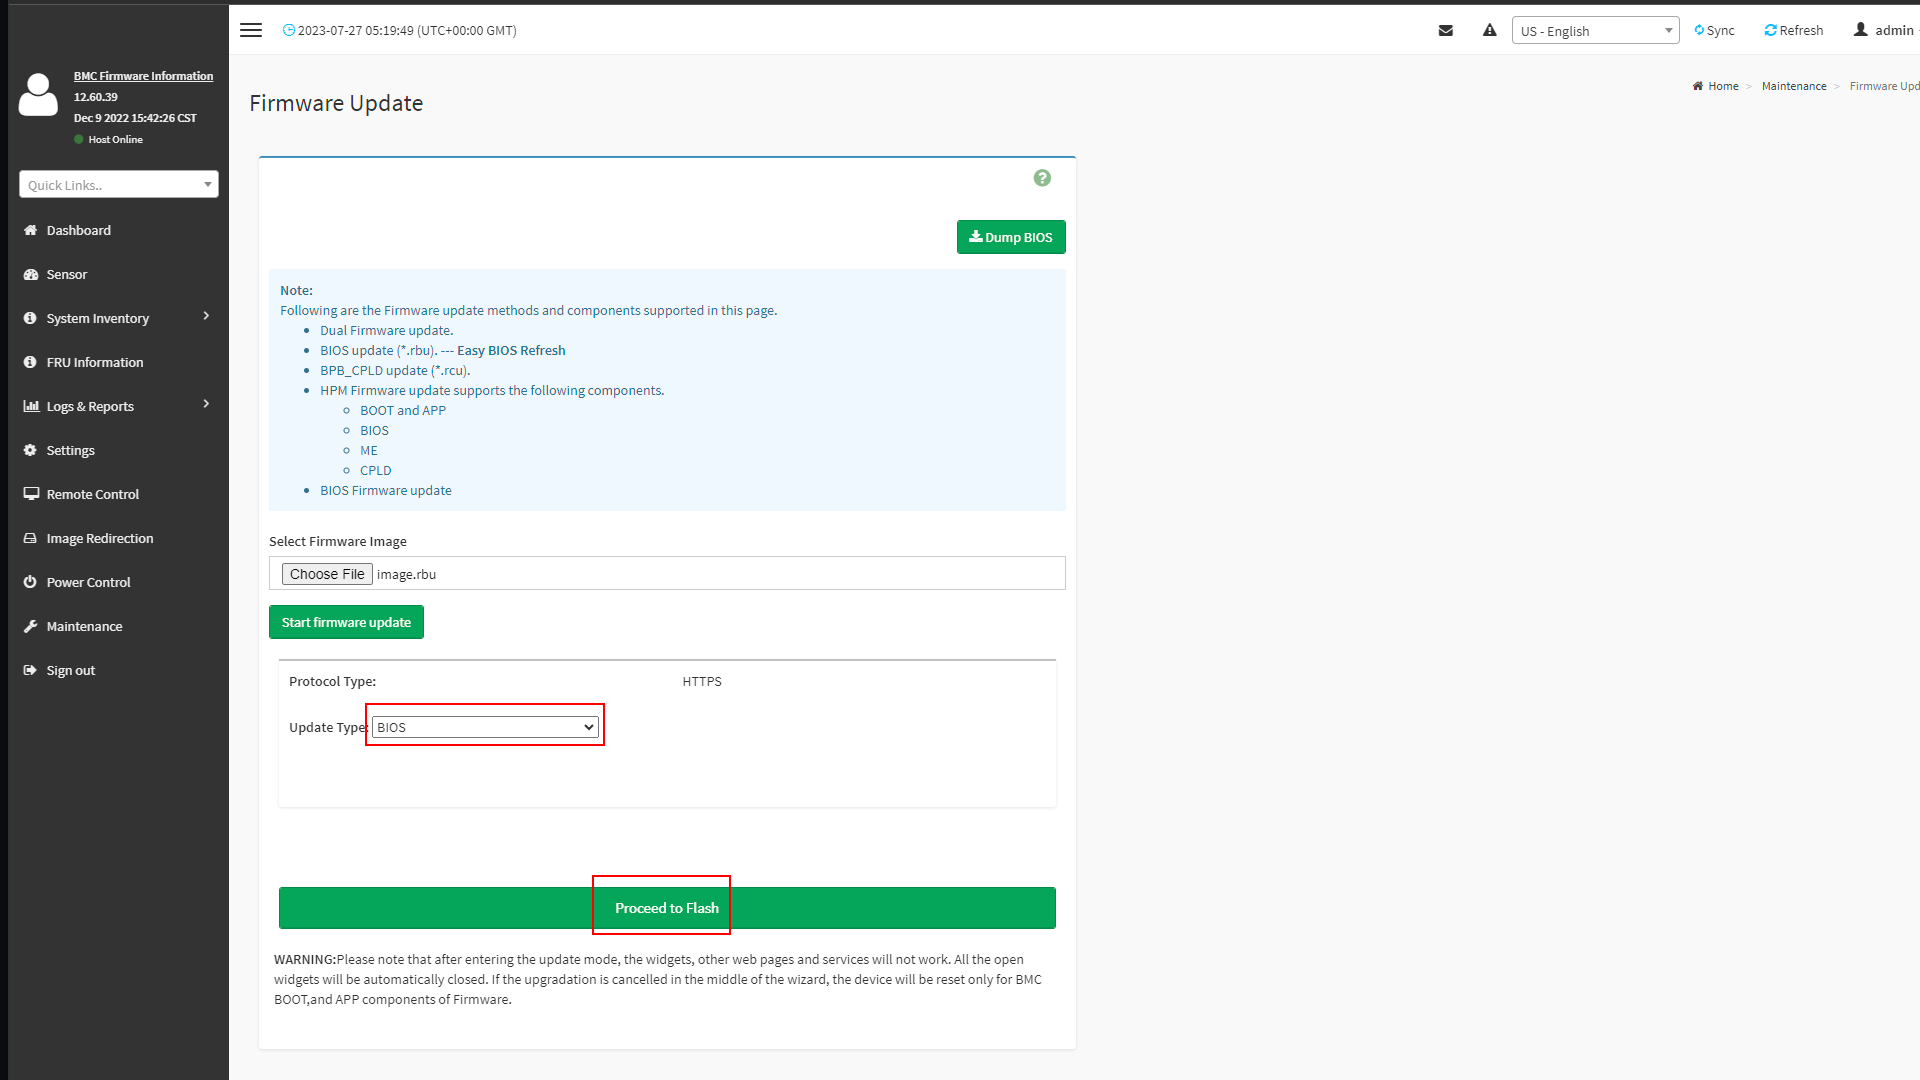 2023-07-27 05:19:49 (UTC+00:00 GMT)
US - English
Sync
Refresh
admin
BMC Firmware Information
12.60.39
Dec 9 2022 15:42:26 CST
Host Online
Quick Links..
Dashboard
Sensor
System Inventory
FRU Information
Logs & Reports
Settings
Remote Control
Image Redirection
Power Control
Maintenance
Sign out
Firmware Update
Home > Maintenance > Firmware Upd
Dump BIOS
Note:
Following are the Firmware update methods and components supported in this page.
Dual Firmware update.
BIOS update (*.rbu). --- Easy BIOS Refresh
BPB_CPLD update (*.rcu).
HPM Firmware update supports the following components.
BOOT and APP
BIOS
ME
CPLD
BIOS Firmware update
Select Firmware Image
Choose File image.rbu
Start firmware update
Protocol Type: HTTPS
Update Type: BIOS
Proceed to Flash
WARNING:Please note that after entering the update mode, the widgets, other web pages and services will not work. All the open
widgets will be automatically closed. If the upgradation is cancelled in the middle of the wizard, the device will be reset only for BMC
BOOT,and APP components of Firmware.